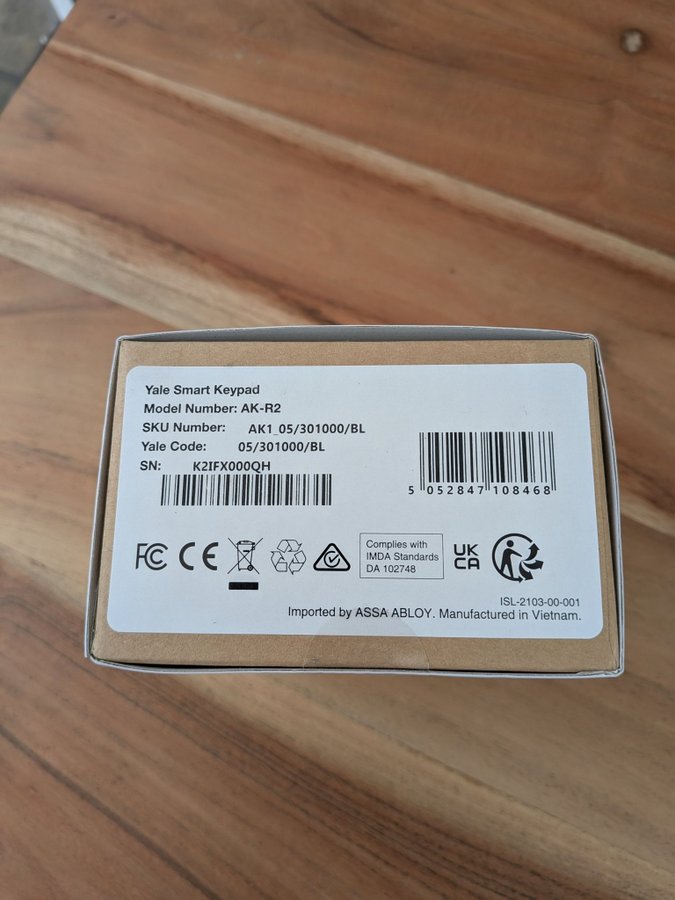 Yale Smart Keypad
Model Number: AK-R2
SKU Number: AK1_05/301000/BL
Yale Code: 05/301000/BL
SN: K2IFX000QH
5 052847 108468
FC CE
Complies with
IMDA Standards
DA 102748
UK
CA
ISL-2103-00-001
Imported by ASSA ABLOY. Manufactured in Vietnam.